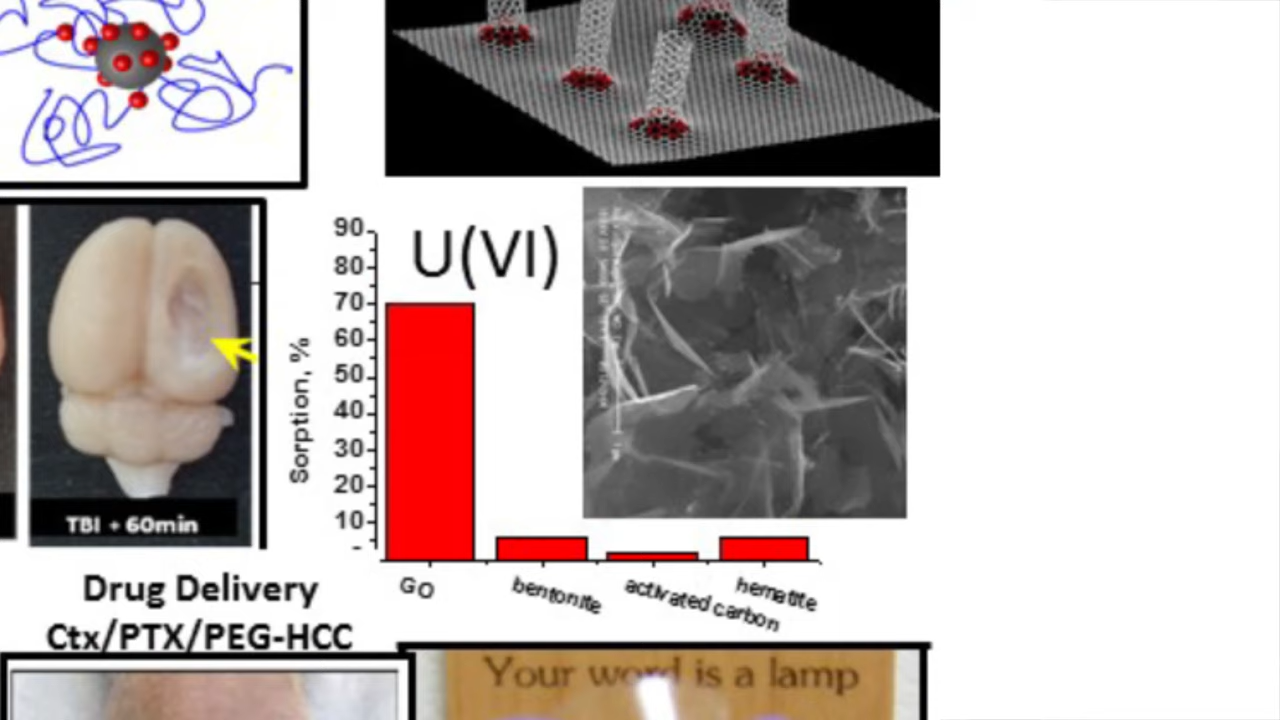 U(VI)
90
80
70
60
50
40
30
20
10
-
Sorption, %
GO
bentonite
activated carbon
hematite
TBI + 60min
Drug Delivery
Ctx/PTX/PEG-HCC
Your word is a lamp